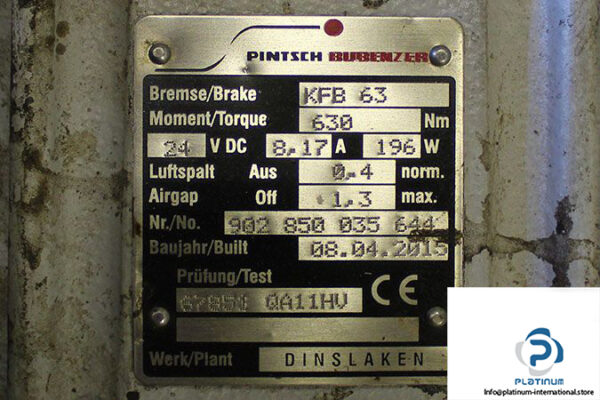 PINTSCH BUBENZER
Bremse/Brake KFB 63
Moment/Torque 630 Nm
24 V DC 8,17 A 196 W
Luftspalt Aus 0,4 norm.
Airgap Off 1,3 max.
Nr./No. 902 850 035 644
Baujahr/Built 08.04.2015
Prüfung/Test
QA11HV CE
Werk/Plant DINSLAKEN
PLATINUM
Info@platinum-international.store